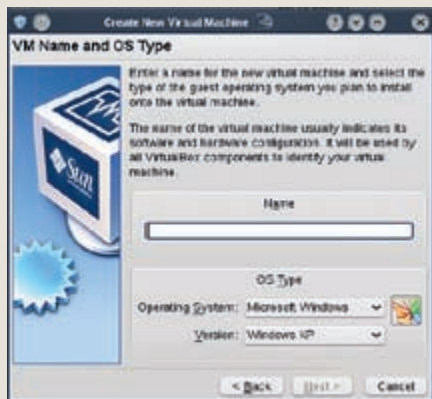 Create New Virtual Machine
VM Name and OS Type
Enter a name for the new virtual machine and select the
type of the guest operating system you plan to install
onto the virtual machine.
The name of the virtual machine usually indicates its
software and hardware configuration. It will be used by
all VirtualBox components to identify your virtual
machine.
Sun
Name
OS Type
Operating System: Microsoft Windows
Version: Windows XP
< Back Next > Cancel